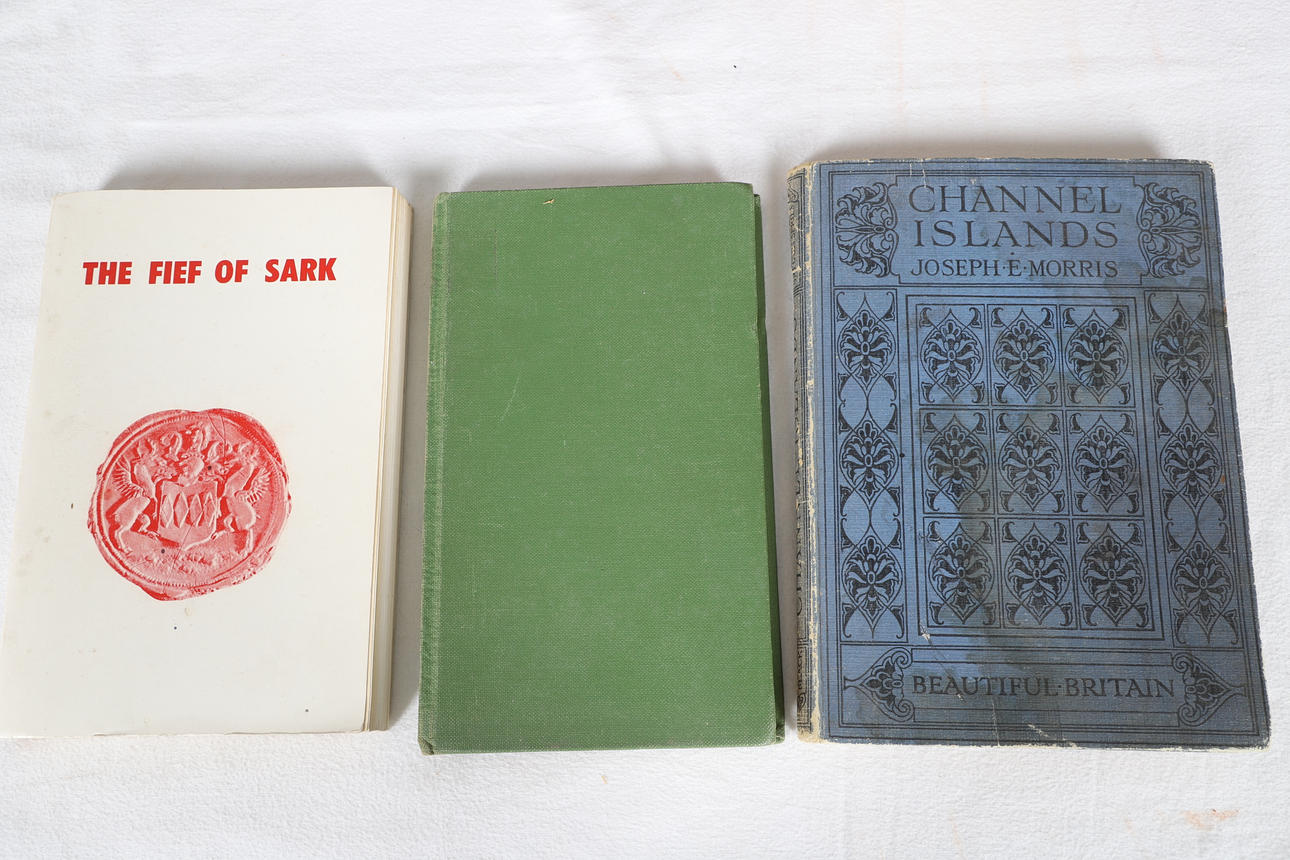 THE FIEF OF SARK
CHANNEL
ISLANDS
JOSEPH·E·MORRIS
BEAUTIFUL·BRITAIN